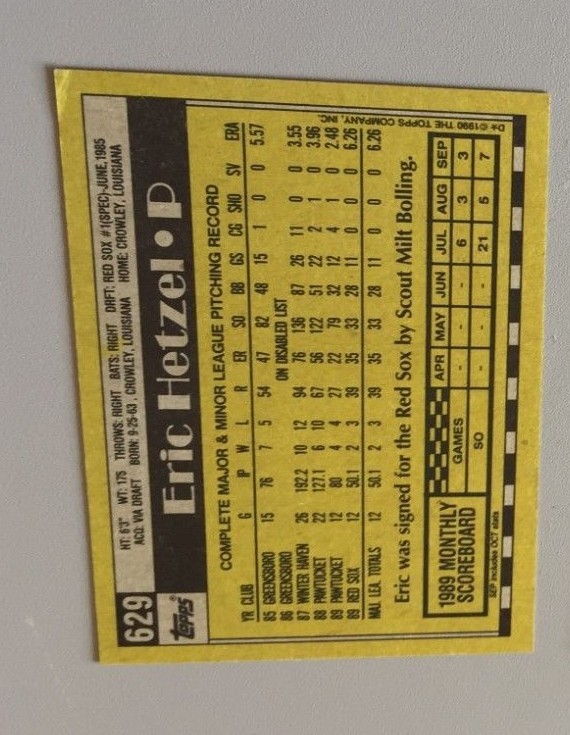 629
Topps®
HT: 6'3" WT: 175 THROWS: RIGHT BATS: RIGHT DRFT: RED SOX #1(SPEC)-JUNE,1985
ACQ: VIA DRAFT BORN: 9-25-63, CROWLEY, LOUISIANA HOME: CROWLEY, LOUISIANA
Eric Hetzel • P
COMPLETE MAJOR & MINOR LEAGUE PITCHING RECORD
YR CLUB G IP W L R ER SO BB GS CG SHO SV ERA
85 GREENSBORO 15 76 7 5 54 47 82 48 15 1 0 0 5.57
86 GREENSBORO ON DISABLED LIST
87 WINTER HAVEN 26 192.2 10 12 94 76 136 87 26 11 0 0 3.55
88 PAWTUCKET 22 127.1 6 10 67 56 122 51 22 2 1 0 3.96
89 PAWTUCKET 12 80 4 4 27 22 79 32 12 4 1 0 2.48
89 RED SOX 12 50.1 2 3 39 35 33 28 11 0 0 0 6.26
MAJ. LEA. TOTALS 12 50.1 2 3 39 35 33 28 11 0 0 0 6.26
Eric was signed for the Red Sox by Scout Milt Bolling.
1989 MONTHLY
SCOREBOARD
APR MAY JUN JUL AUG SEP
GAMES - - - 6 3 3
SO - - - 21 5 7
SEP includes OCT stats
D* © 1990 THE TOPPS COMPANY, INC.